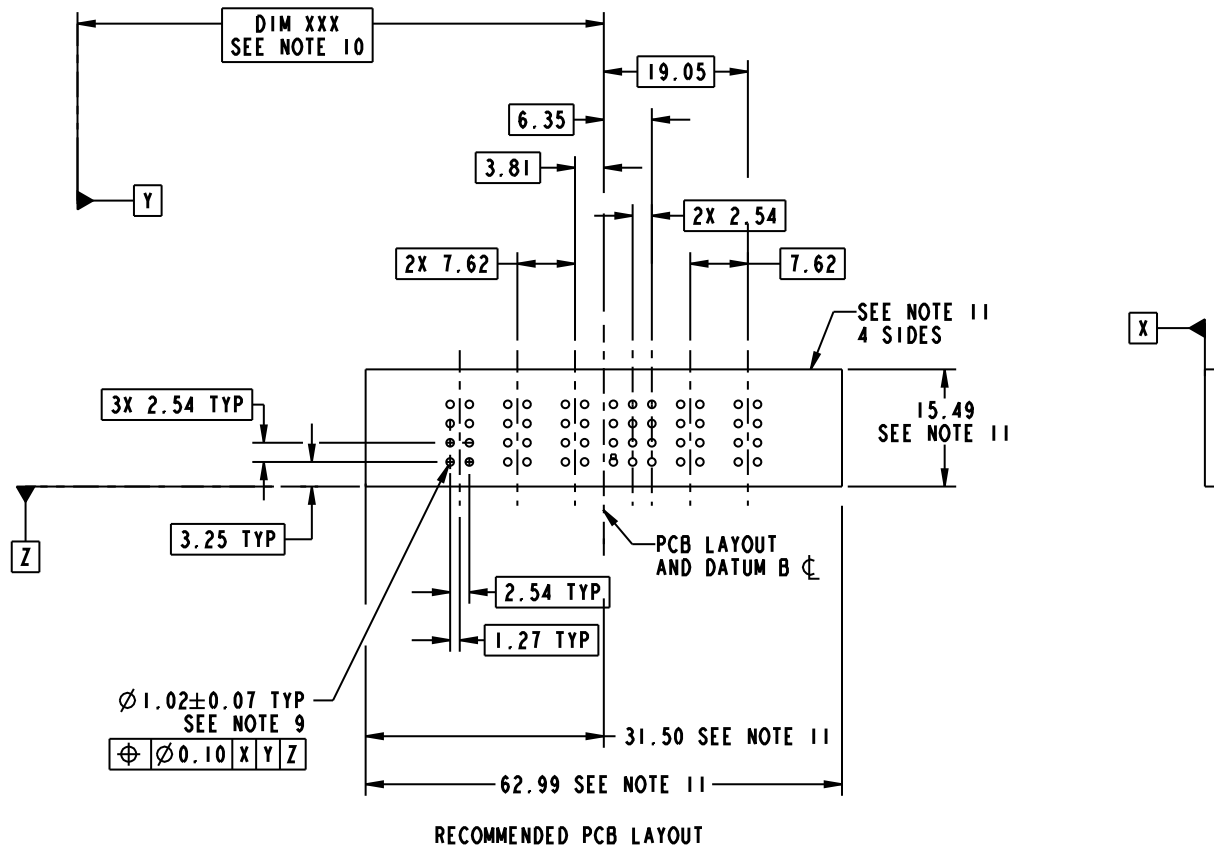 DIM XXX
SEE NOTE 10
19.05
6.35
3.81
Y
2X 2.54
2X 7.62
7.62
SEE NOTE 11
4 SIDES
X
3X 2.54 TYP
15.49
SEE NOTE 11
3.25 TYP
Z
PCB LAYOUT
AND DATUM B ℄
2.54 TYP
1.27 TYP
Ø1.02±0.07 TYP
SEE NOTE 9
⌖ Ø0.10 X Y Z
31.50 SEE NOTE 11
62.99 SEE NOTE 11
RECOMMENDED PCB LAYOUT